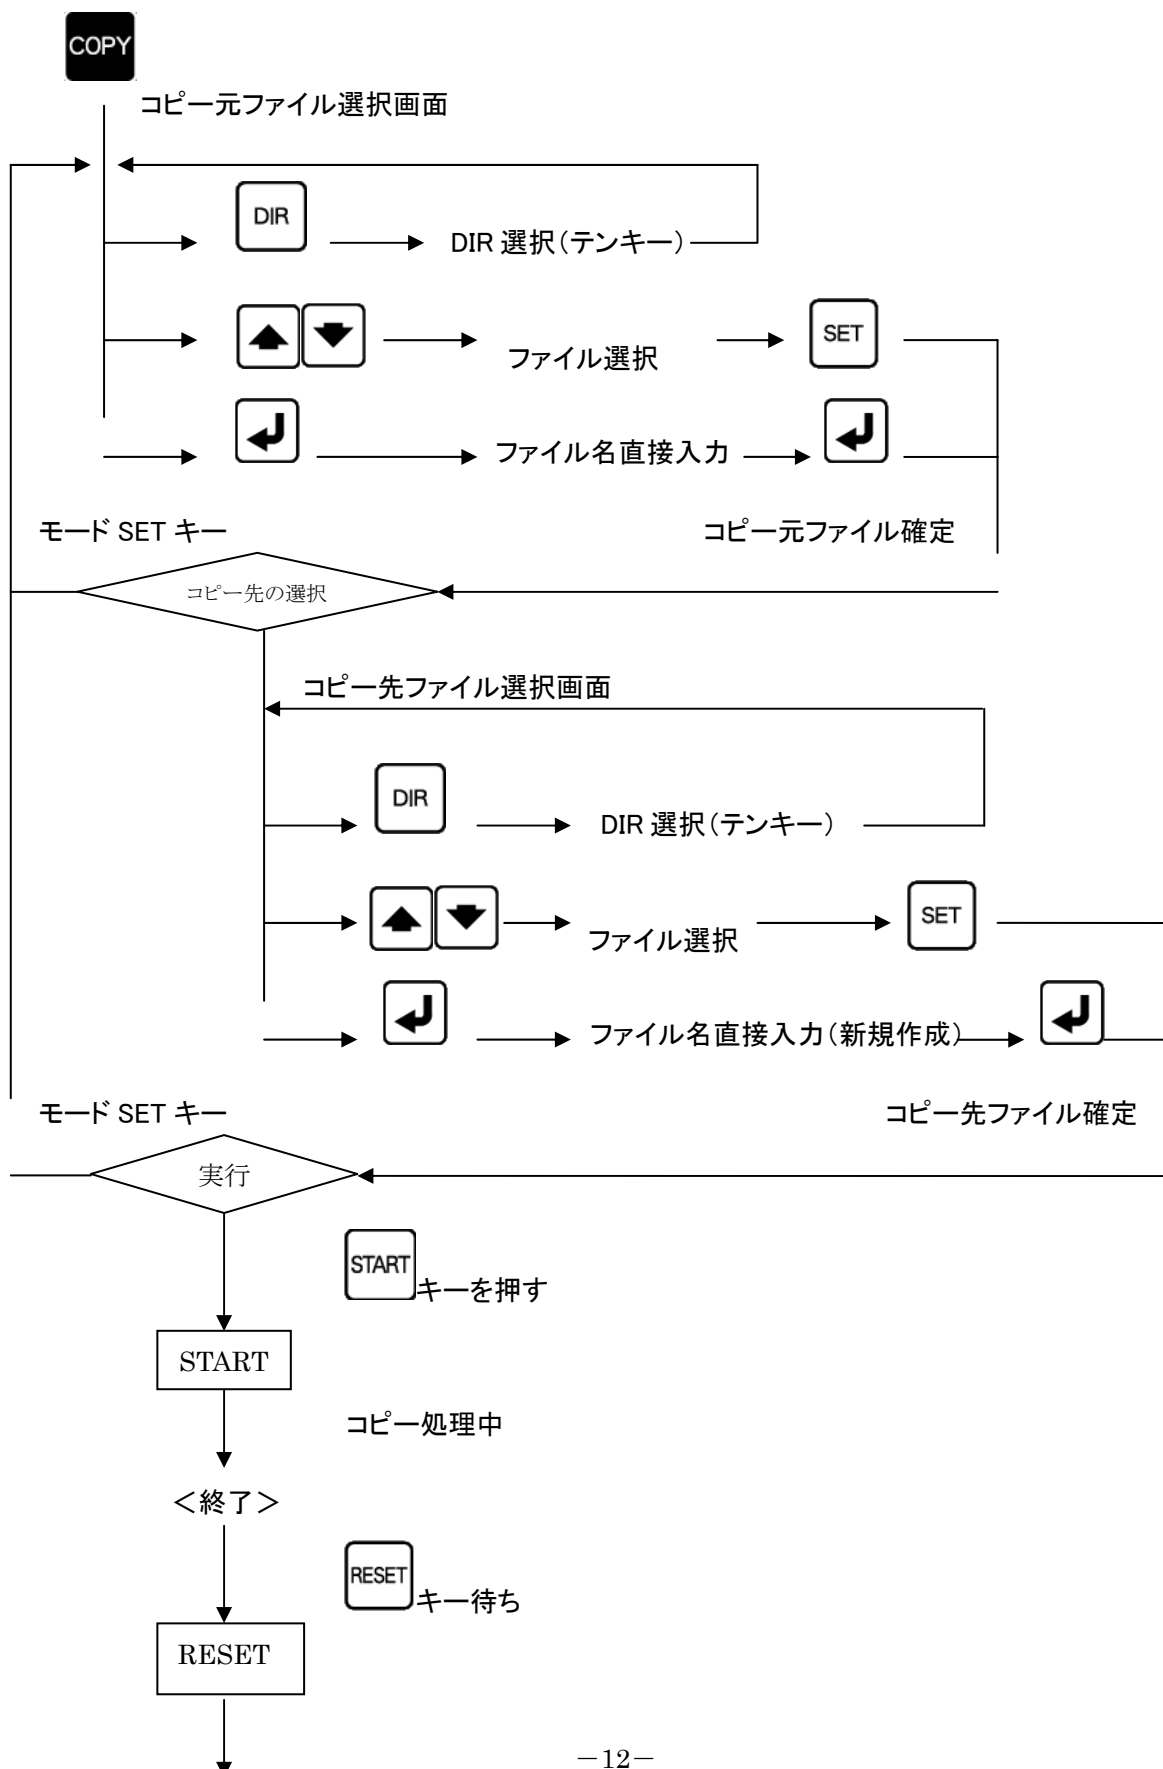 COPY
コピー元ファイル選択画面
DIR
DIR 選択（テンキー）
ファイル選択
SET
ファイル名直接入力
モード SET キー
コピー元ファイル確定
コピー先の選択
コピー先ファイル選択画面
DIR
DIR 選択（テンキー）
ファイル選択
SET
ファイル名直接入力（新規作成）
モード SET キー
コピー先ファイル確定
実行
START キーを押す
START
コピー処理中
＜終了＞
RESET キー待ち
RESET
－12－